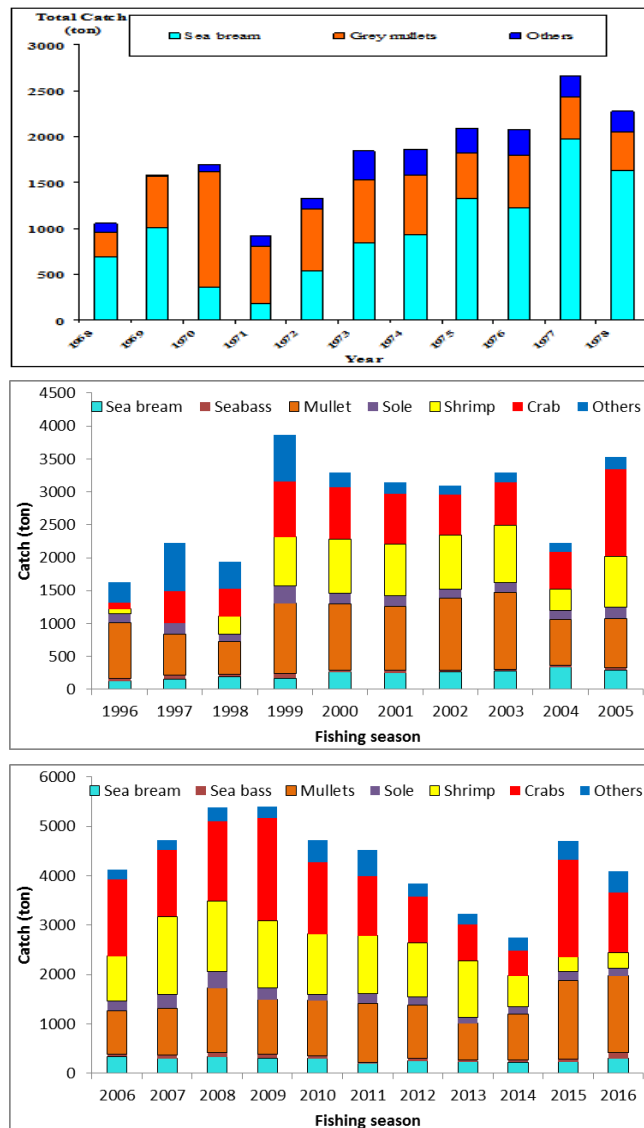 Total Catch
(ton)
Sea bream Grey mullets Others
3000
2500
2000
1500
1000
500
0
1968 1969 1970 1971 1972 1973 1974 1975 1976 1977 1978
Year
4500
Sea bream Seabass Mullet Sole Shrimp Crab Others
4000
3500
3000
2500
2000
1500
1000
500
0
Catch (ton)
1996 1997 1998 1999 2000 2001 2002 2003 2004 2005
Fishing season
6000
Sea bream Sea bass Mullets Sole Shrimp Crabs Others
5000
4000
3000
2000
1000
0
Catch (ton)
2006 2007 2008 2009 2010 2011 2012 2013 2014 2015 2016
Fishing season